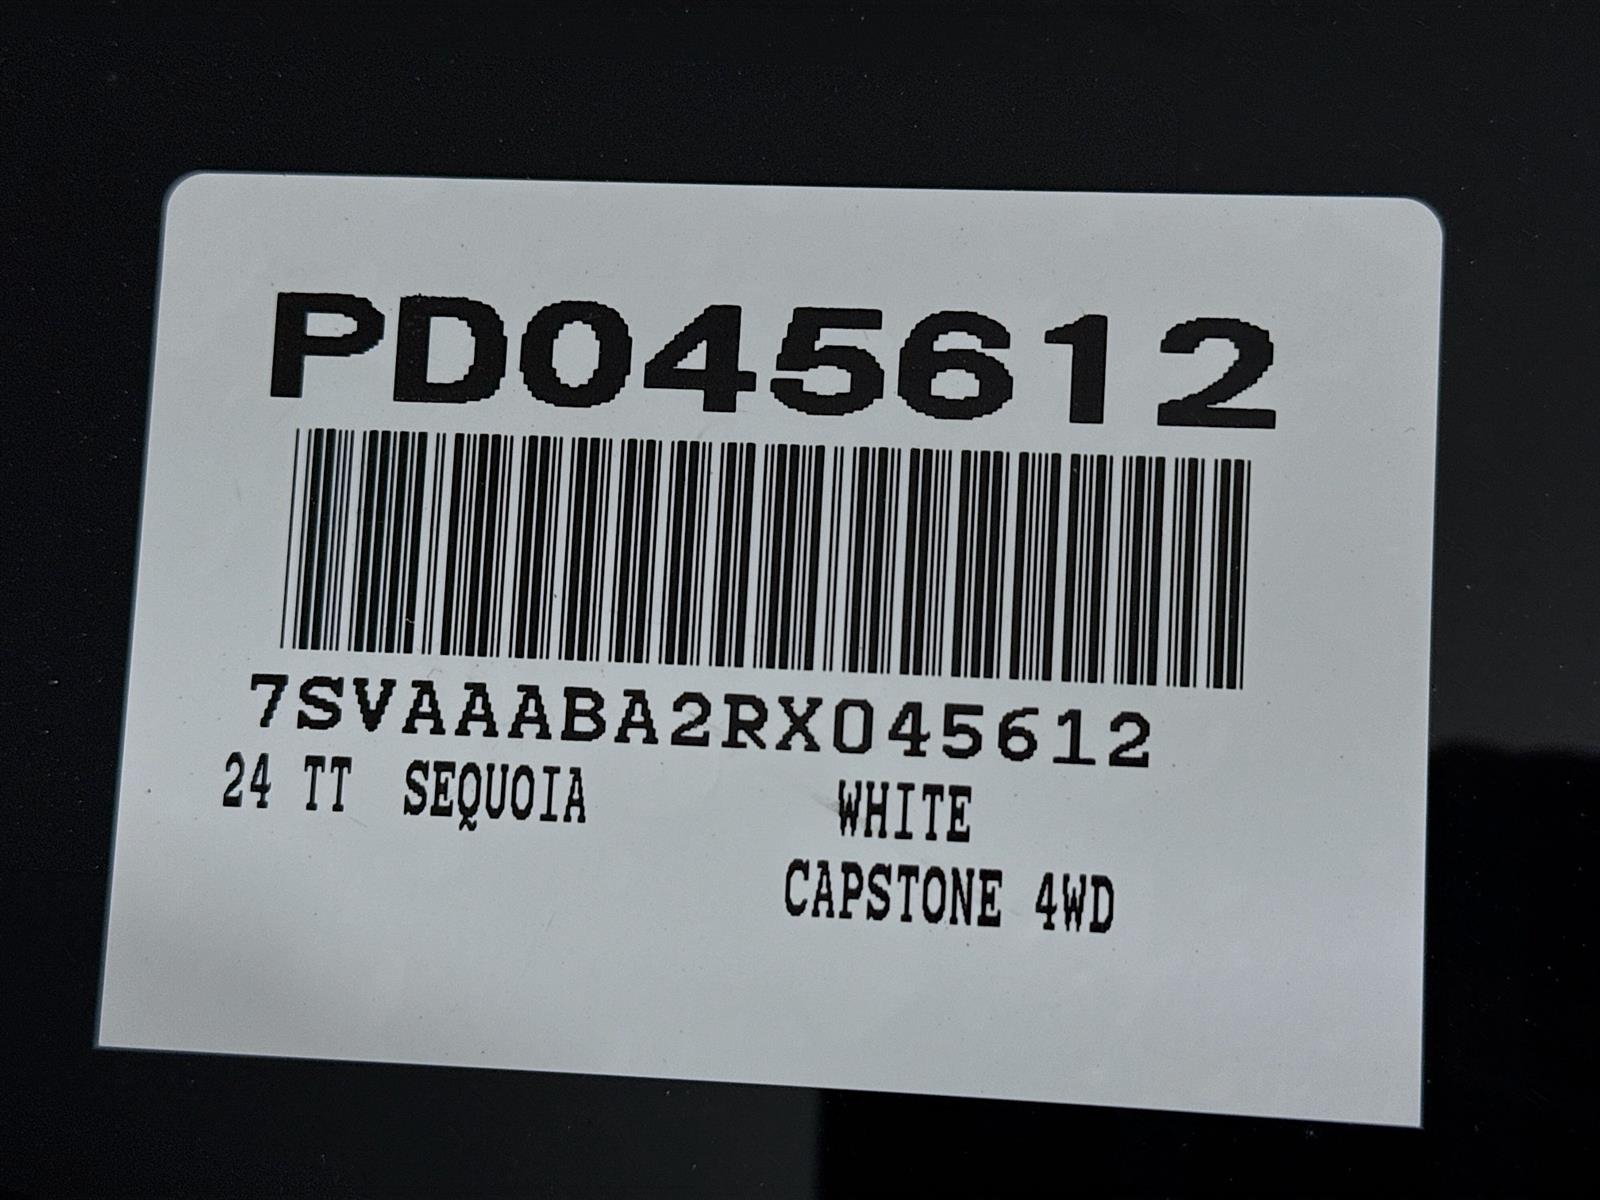 PD045612
7SVAAABA2RX045612
24 TT SEQUOIA WHITE
CAPSTONE 4WD